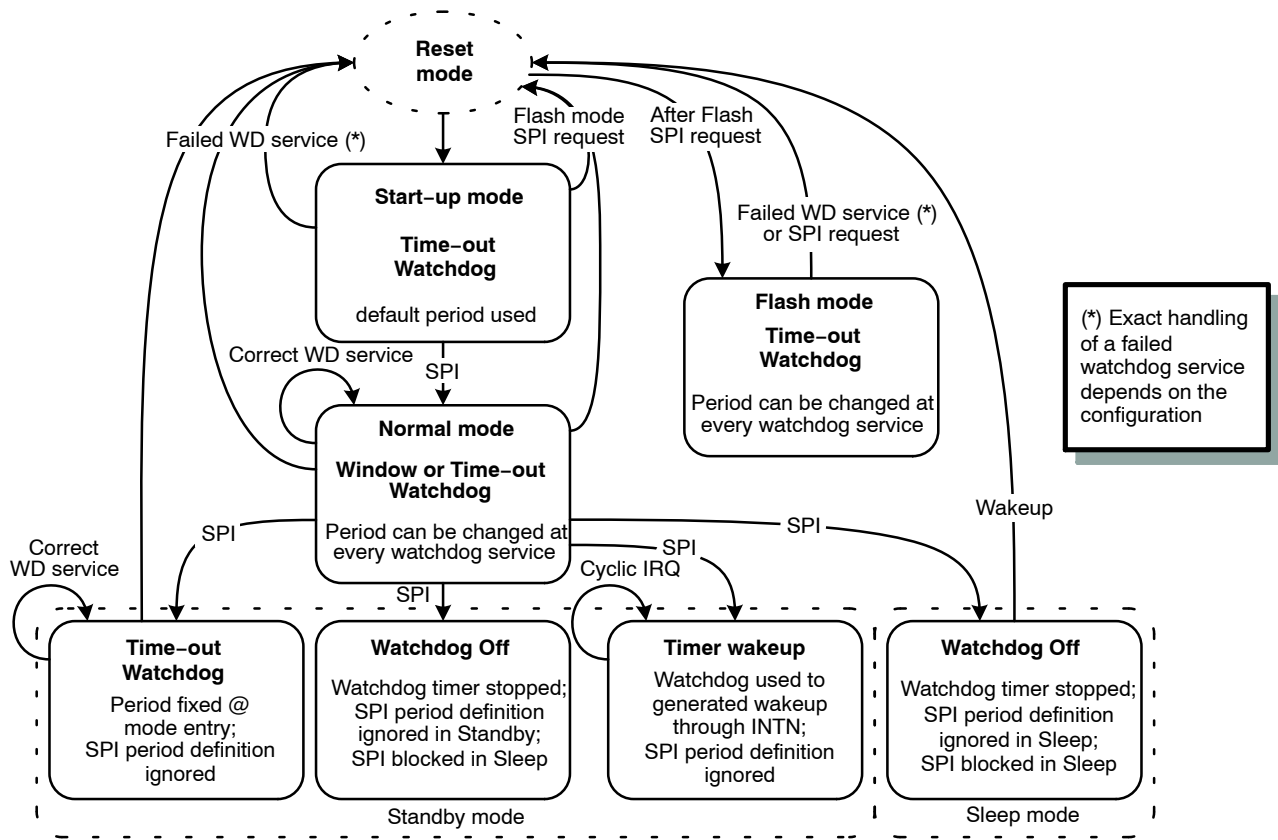 Reset
mode
Failed WD service (*)
Flash mode
SPI request
After Flash
SPI request
Start−up mode
Time−out
Watchdog
default period used
Failed WD service (*)
or SPI request
Flash mode
Time−out
Watchdog
Period can be changed at
every watchdog service
(*) Exact handling
of a failed
watchdog service
depends on the
configuration
Correct WD service
SPI
Normal mode
Window or Time−out
Watchdog
Period can be changed at
every watchdog service
Wakeup
SPI
SPI
SPI
Correct
WD service
Cyclic IRQ
SPI
Time−out
Watchdog
Period fixed @
mode entry;
SPI period definition
ignored
Watchdog Off
Watchdog timer stopped;
SPI period definition
ignored in Standby;
SPI blocked in Sleep
Timer wakeup
Watchdog used to
generated wakeup
through INTN;
SPI period definition
ignored
Watchdog Off
Watchdog timer stopped;
SPI period definition
ignored in Sleep;
SPI blocked in Sleep
Standby mode
Sleep mode